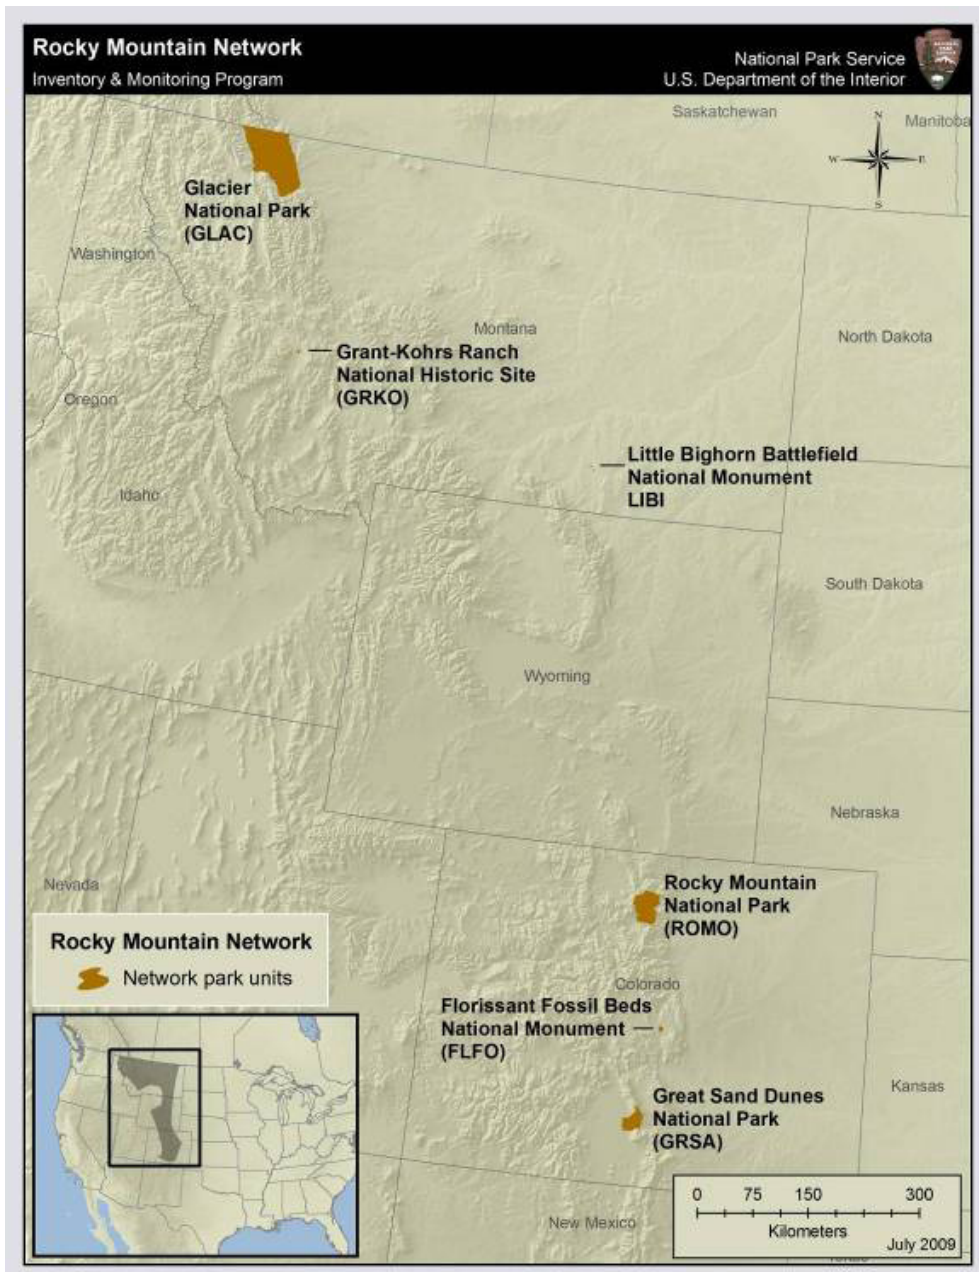 Rocky Mountain Network
Inventory & Monitoring Program
National Park Service
U.S. Department of the Interior
NATIONAL
PARK
SERVICE
Saskatchewan
Manitoba
N
W
E
S
Glacier
National Park
(GLAC)
Washington
Montana
North Dakota
Grant-Kohrs Ranch
National Historic Site
(GRKO)
Oregon
Little Bighorn Battlefield
National Monument
LIBI
Idaho
South Dakota
Wyoming
Nebraska
Nevada
Rocky Mountain
National Park
(ROMO)
Rocky Mountain Network
Network park units
Colorado
Florissant Fossil Beds
National Monument
(FLFO)
Kansas
Great Sand Dunes
National Park
(GRSA)
0 75 150 300
Kilometers
July 2009
New Mexico